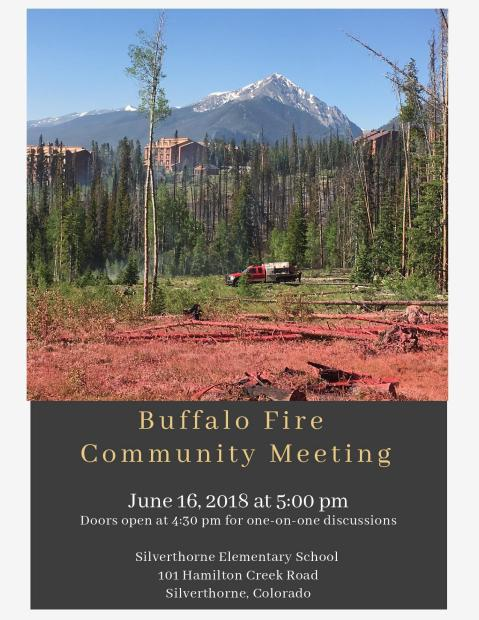 Buffalo Fire
Community Meeting
June 16, 2018 at 5:00 pm
Doors open at 4:30 pm for one-on-one discussions
Silverthorne Elementary School
101 Hamilton Creek Road
Silverthorne, Colorado